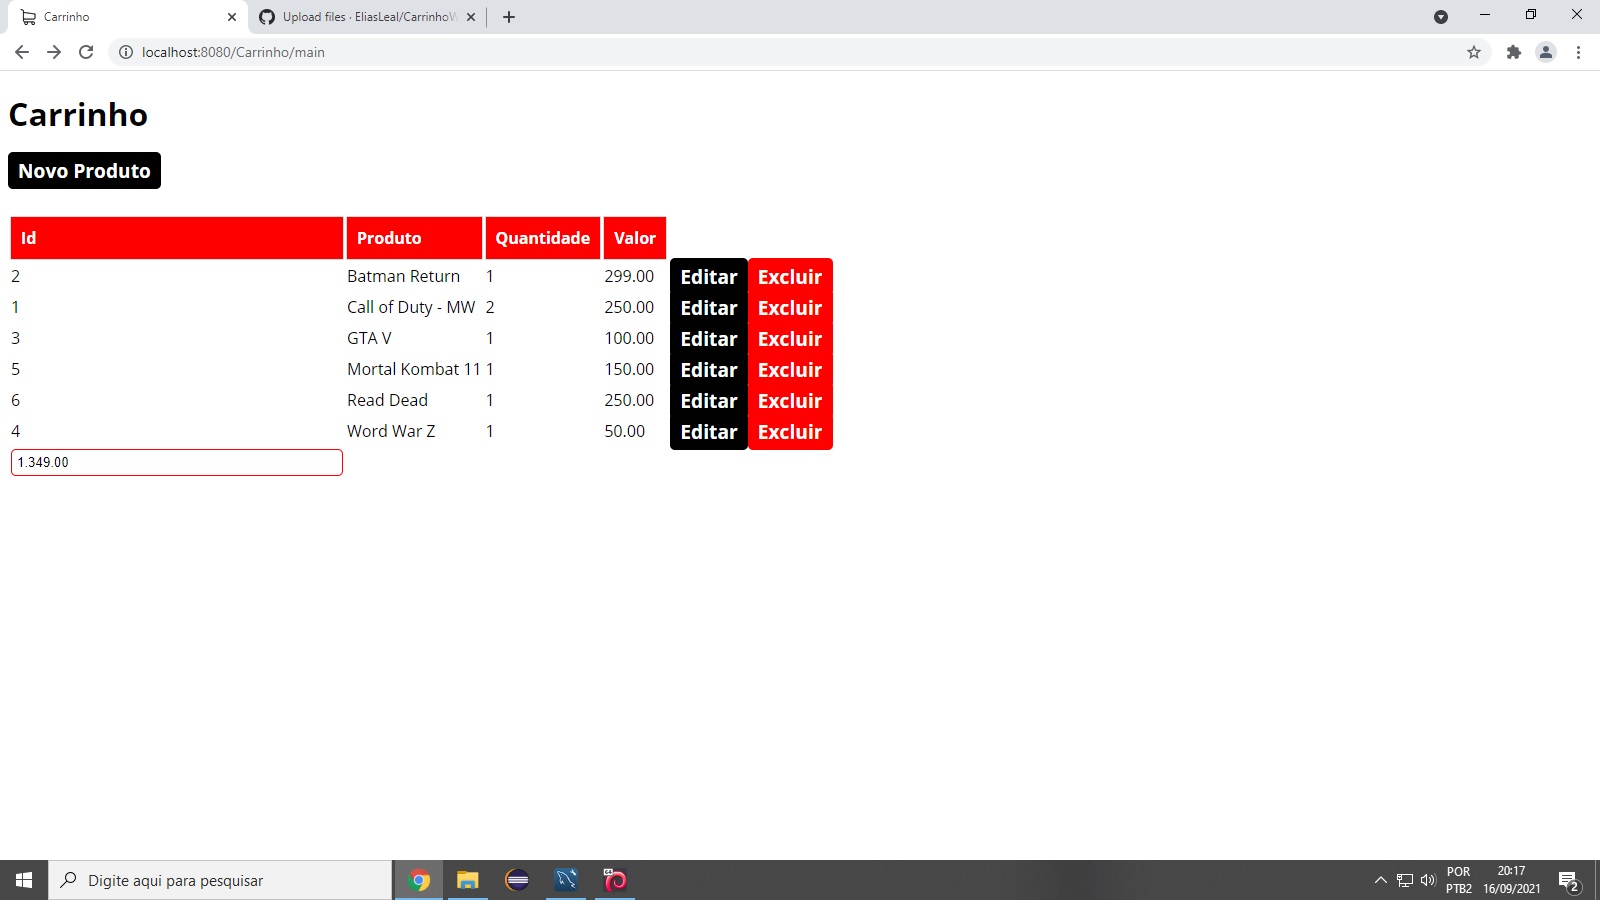 Carrinho
Upload files · EliasLeal/Carrinho
localhost:8080/Carrinho/main
Carrinho
Novo Produto
Id Produto Quantidade Valor
2 Batman Return 1 299.00 Editar Excluir
1 Call of Duty - MW 2 250.00 Editar Excluir
3 GTA V 1 100.00 Editar Excluir
5 Mortal Kombat 11 1 150.00 Editar Excluir
6 Read Dead 1 250.00 Editar Excluir
4 Word War Z 1 50.00 Editar Excluir
1.349.00
Digite aqui para pesquisar
64
POR
PTB2
20:17
16/09/2021
2